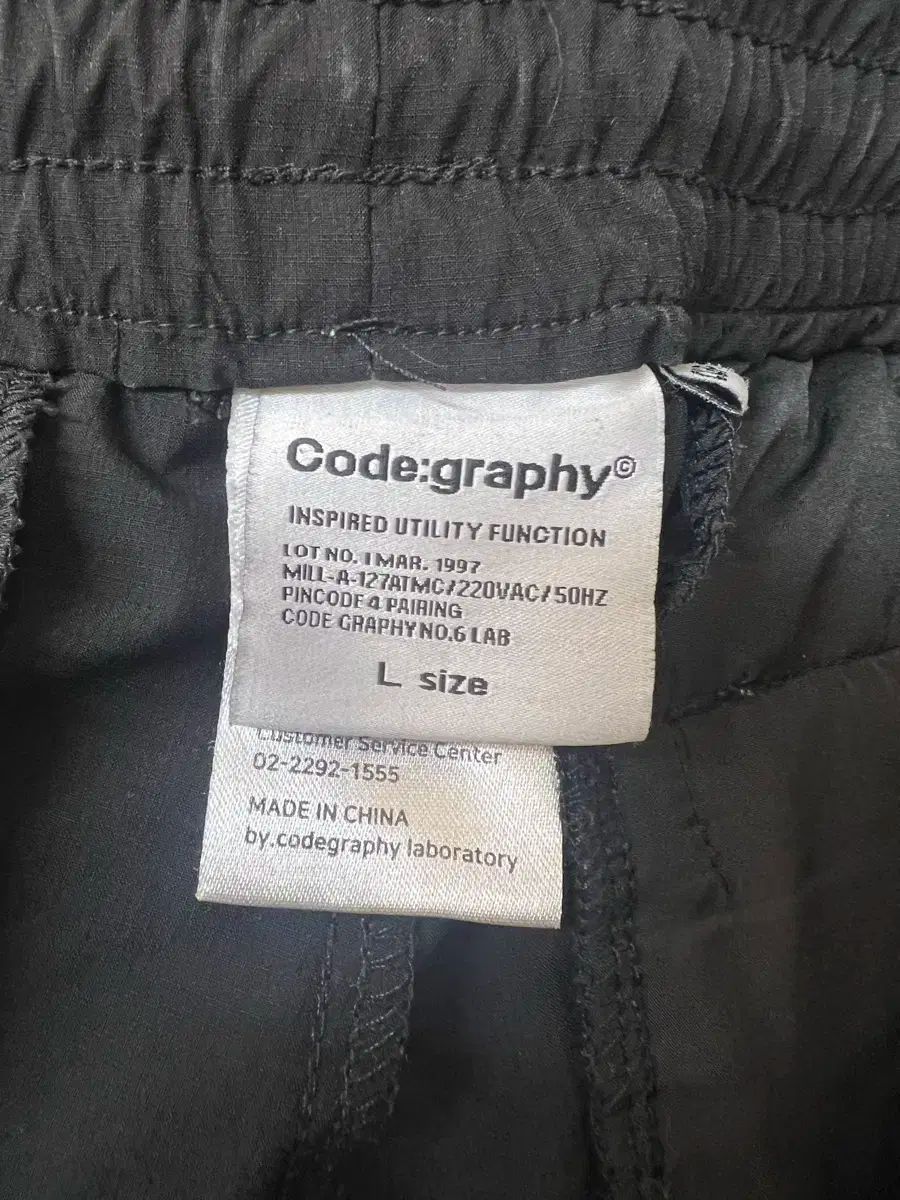 Code:graphy©
INSPIRED UTILITY FUNCTION
LOT NO. 1 MAR. 1997
MILL-A-127ATMC/220VAC/50HZ
PINCODE 4 PAIRING
CODE GRAPHY NO.6 LAB
L size
Customer Service Center
02-2292-1555
MADE IN CHINA
by.codegraphy laboratory